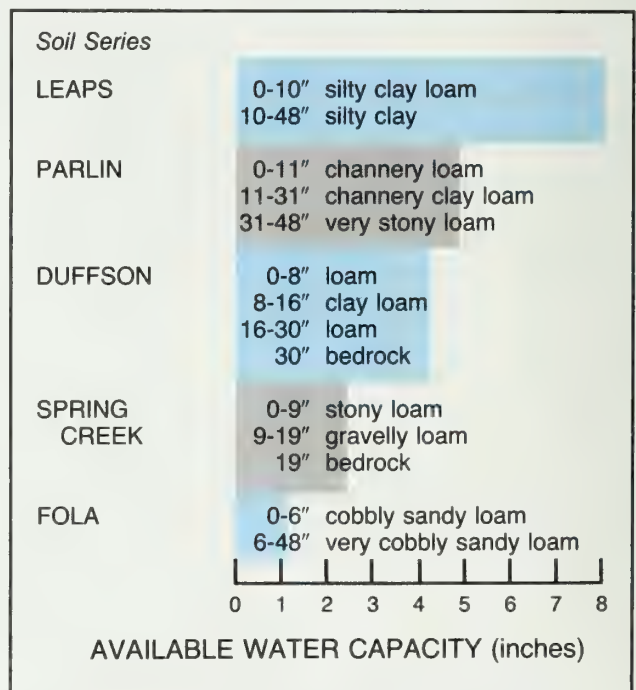 Soil Series
LEAPS
0-10" silty clay loam
10-48" silty clay
PARLIN
0-11" channery loam
11-31" channery clay loam
31-48" very stony loam
DUFFSON
0-8" loam
8-16" clay loam
16-30" loam
30" bedrock
SPRING CREEK
0-9" stony loam
9-19" gravelly loam
19" bedrock
FOLA
0-6" cobbly sandy loam
6-48" very cobbly sandy loam
0 1 2 3 4 5 6 7 8
AVAILABLE WATER CAPACITY (inches)